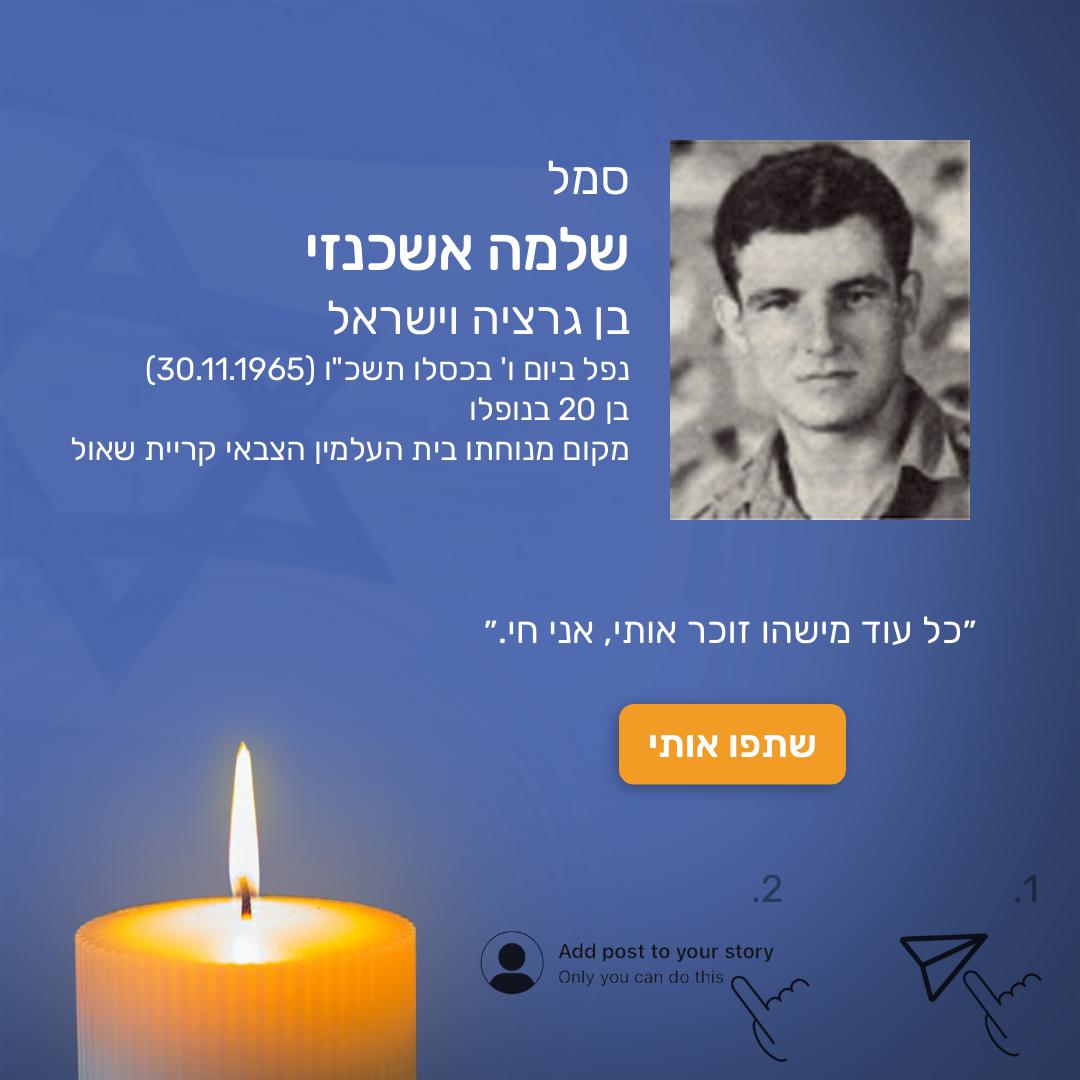 סמל
שלמה אשכנזי
בן גרציה וישראל
נפל ביום ו' בכסלו תשכ"ו (30.11.1965)
בן 20 בנופלו
מקום מנוחתו בית העלמין הצבאי קריית שאול
״כל עוד מישהו זוכר אותי, אני חי.״
שתפו אותי
.1
.2
Add post to your story
Only you can do this